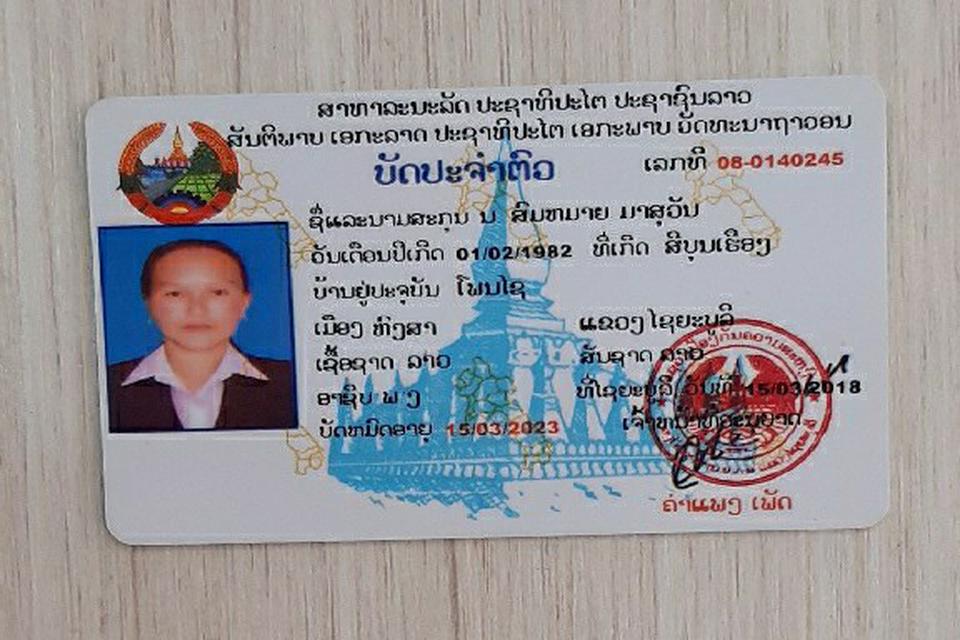 ສາທາລະນະລັດ ປະຊາທິປະໄຕ ປະຊາຊົນລາວ
ສັນຕິພາບ ເອກະລາດ ປະຊາທິປະໄຕ ເອກະພາບ ວັດທະນາຖາວອນ
ບັດປະຈຳຕົວ ເລກທີ 08-0140245
ຊື່ແລະນາມສະກຸນ ນ ສົມຫມາຍ ມາສຸວັນ
ວັນເດືອນປີເກີດ 01/02/1982 ທີ່ເກີດ ສີບຸນເຮືອງ
ບ້ານຢູ່ປະຈຸບັນ ໂພນໄຊ
ເມືອງ ຫົງສາ ແຂວງໄຊຍະບູລີ
ເຊື້ອຊາດ ລາວ ສັນຊາດ ລາວ
ອາຊີບ ພ ງ ທີ່ໄຊຍະບູລີ ວັນທີ 15/03/2018
ບັດຫມົດອາຍຸ 15/03/2023 ເຈົ້າຫນ້າທີ່ອະນຸຍາດ
ຄຳແພງ ເພັດ